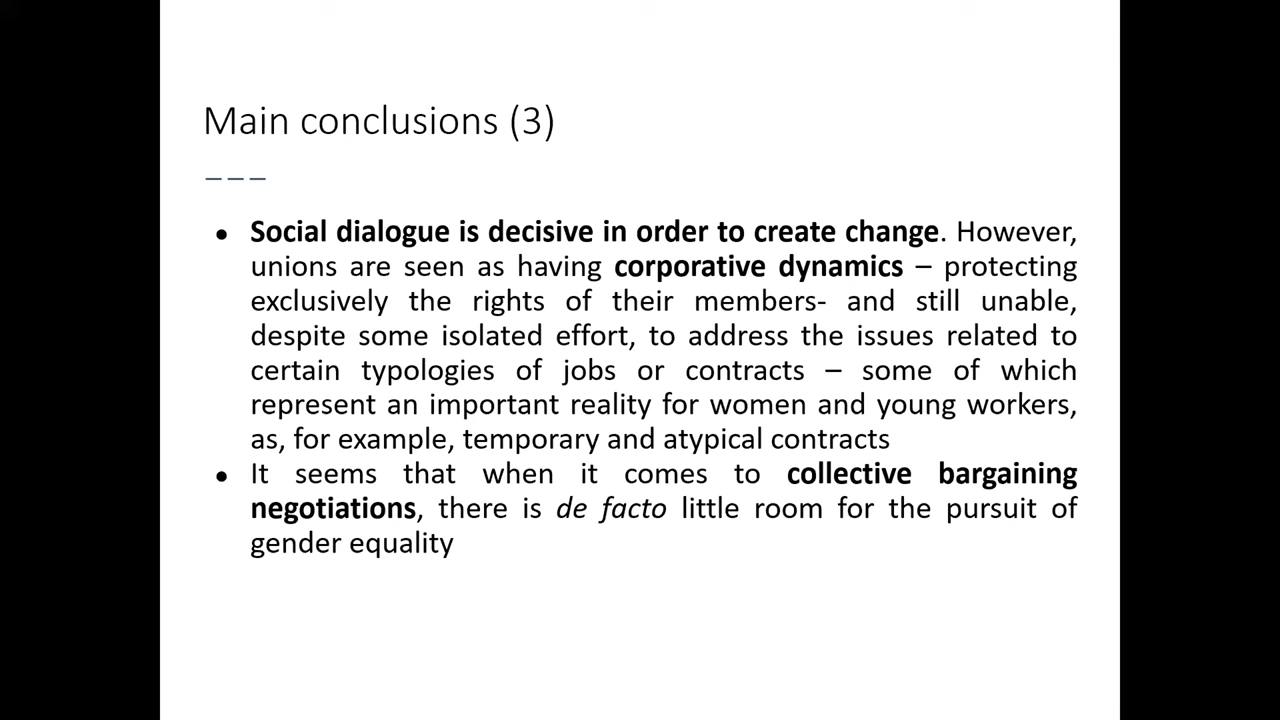 Main conclusions (3)
___
● Social dialogue is decisive in order to create change. However,
unions are seen as having corporative dynamics – protecting
exclusively the rights of their members- and still unable,
despite some isolated effort, to address the issues related to
certain typologies of jobs or contracts – some of which
represent an important reality for women and young workers,
as, for example, temporary and atypical contracts
● It seems that when it comes to collective bargaining
negotiations, there is de facto little room for the pursuit of
gender equality